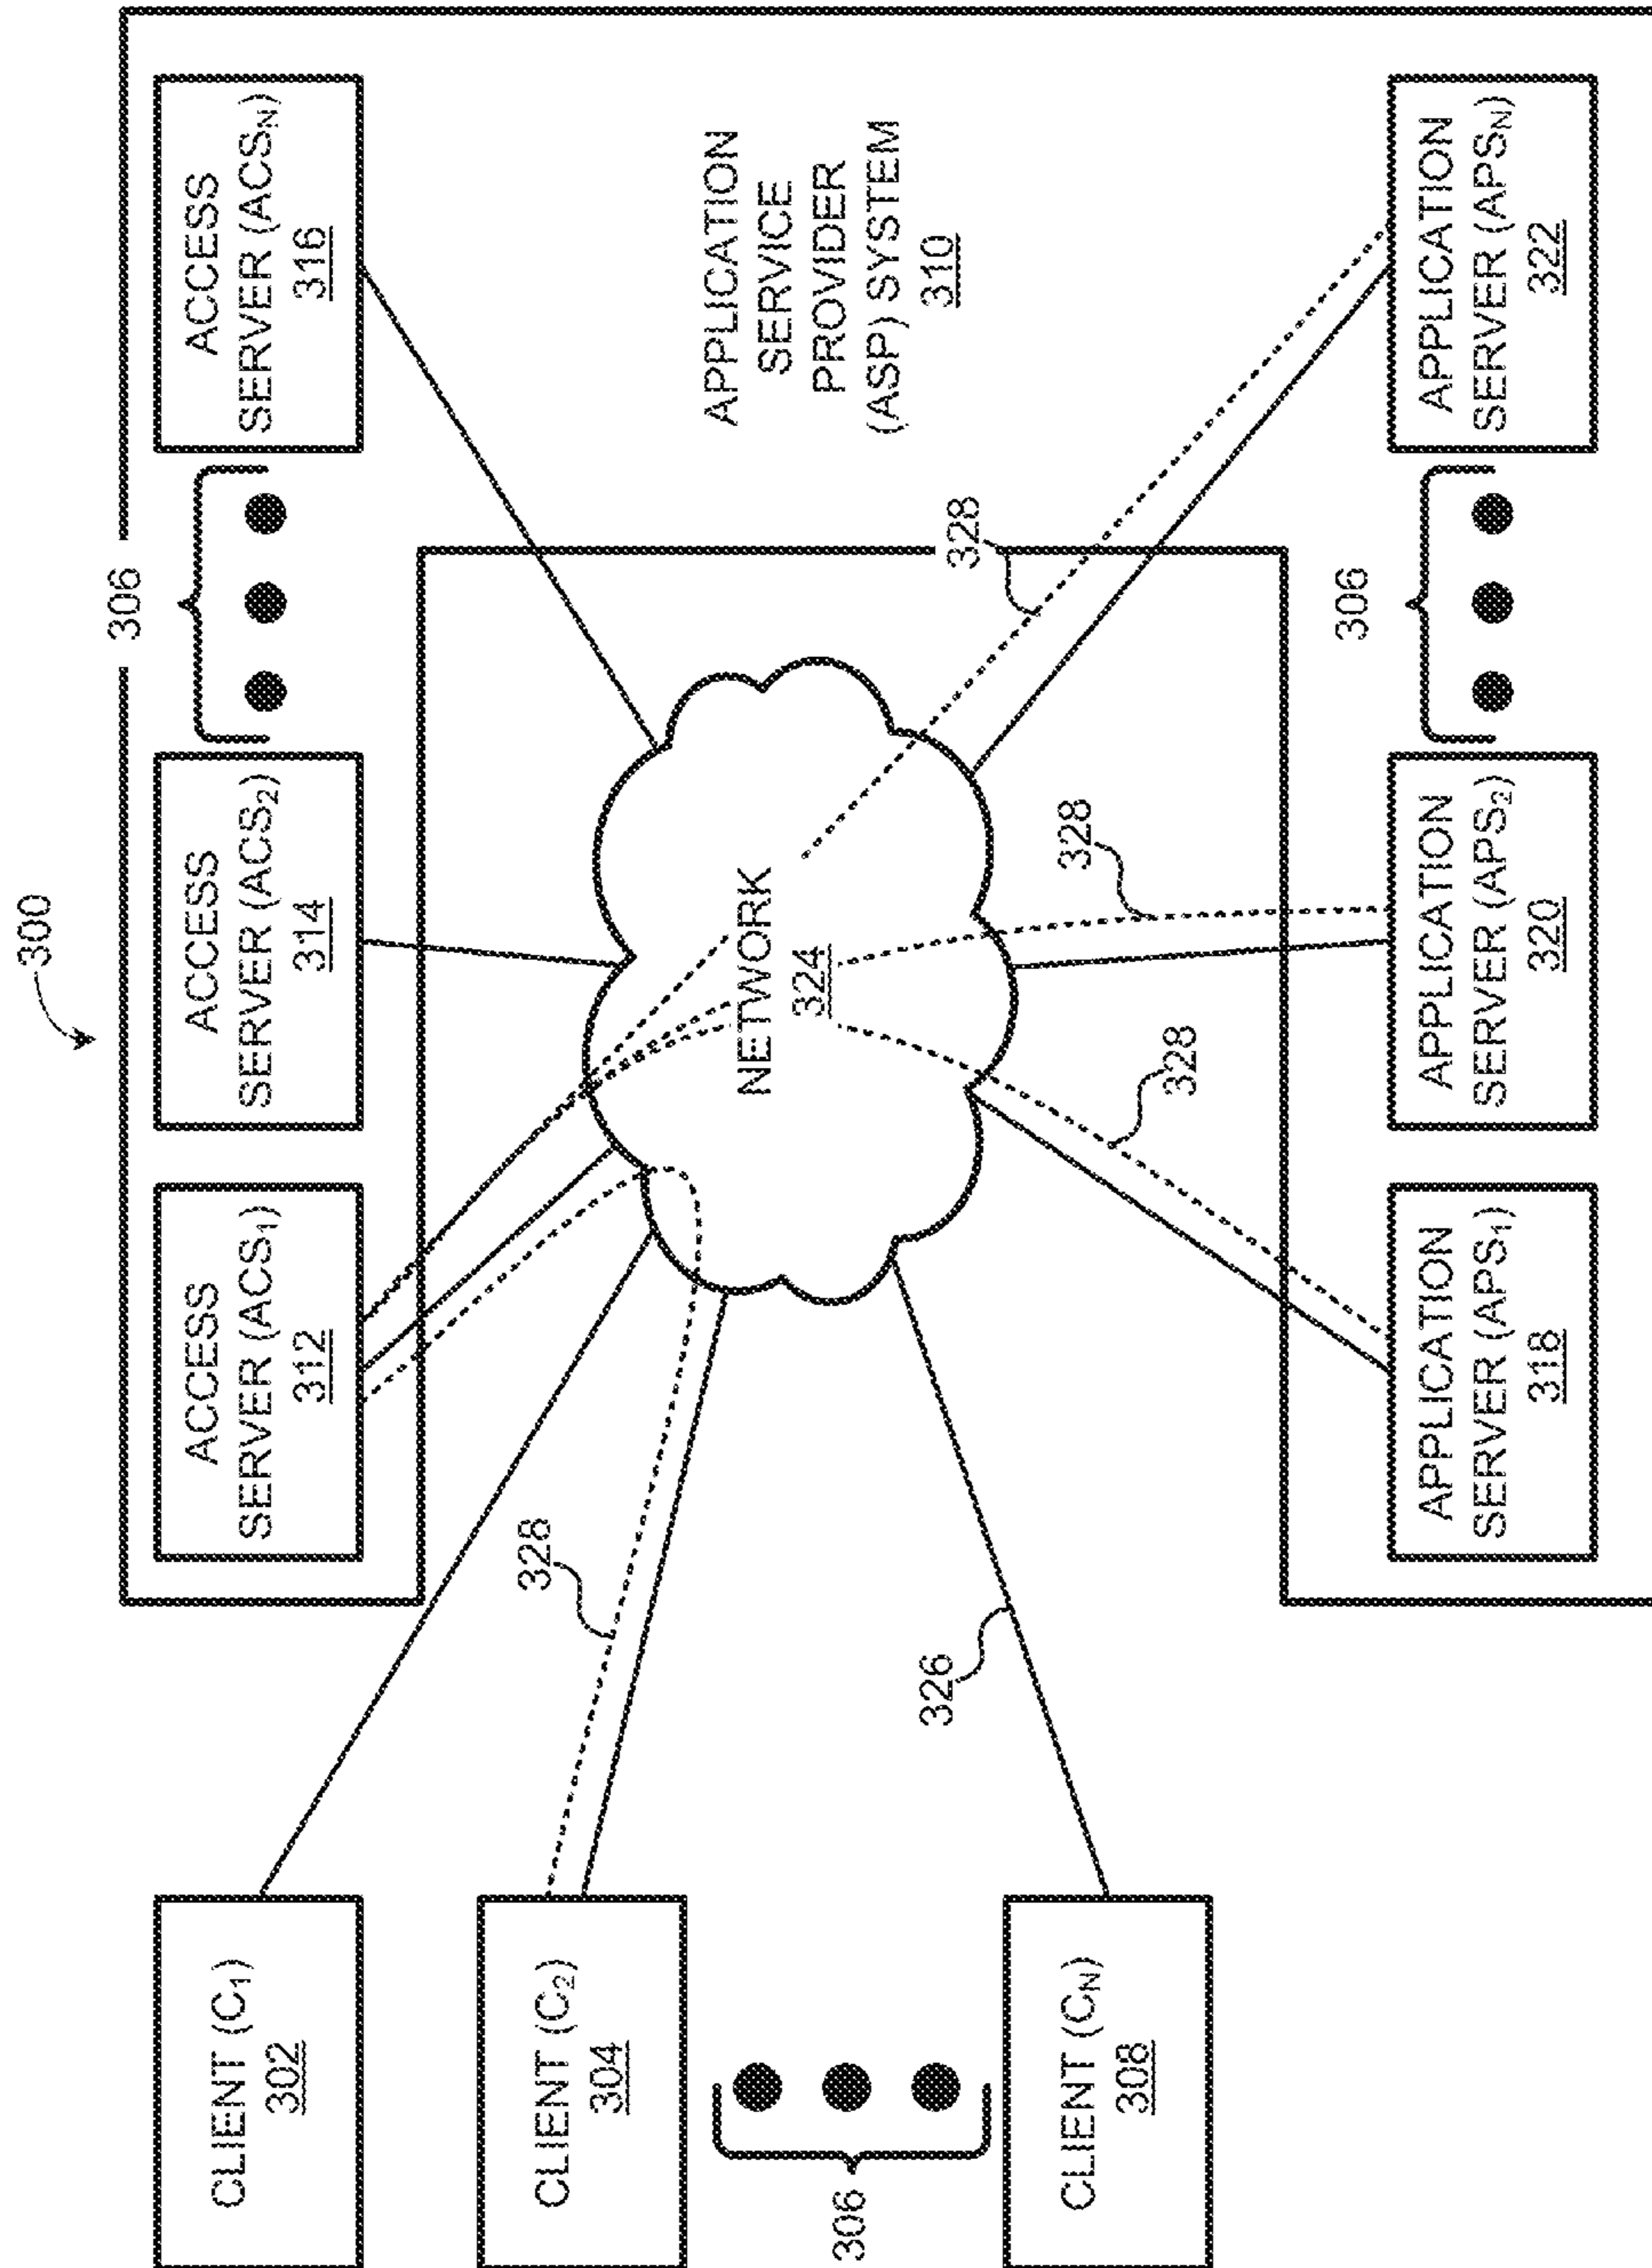 300
306
ACCESS
SERVER (ACS₁)
312
ACCESS
SERVER (ACS₂)
314
ACCESS
SERVER (ACSN)
316
CLIENT (C₁)
302
CLIENT (C₂)
304
306
CLIENT (CN)
308
328
326
NETWORK
324
328
328
328
APPLICATION
SERVICE
PROVIDER
(ASP) SYSTEM
310
306
APPLICATION
SERVER (APS₁)
318
APPLICATION
SERVER (APS₂)
320
APPLICATION
SERVER (APSN)
322